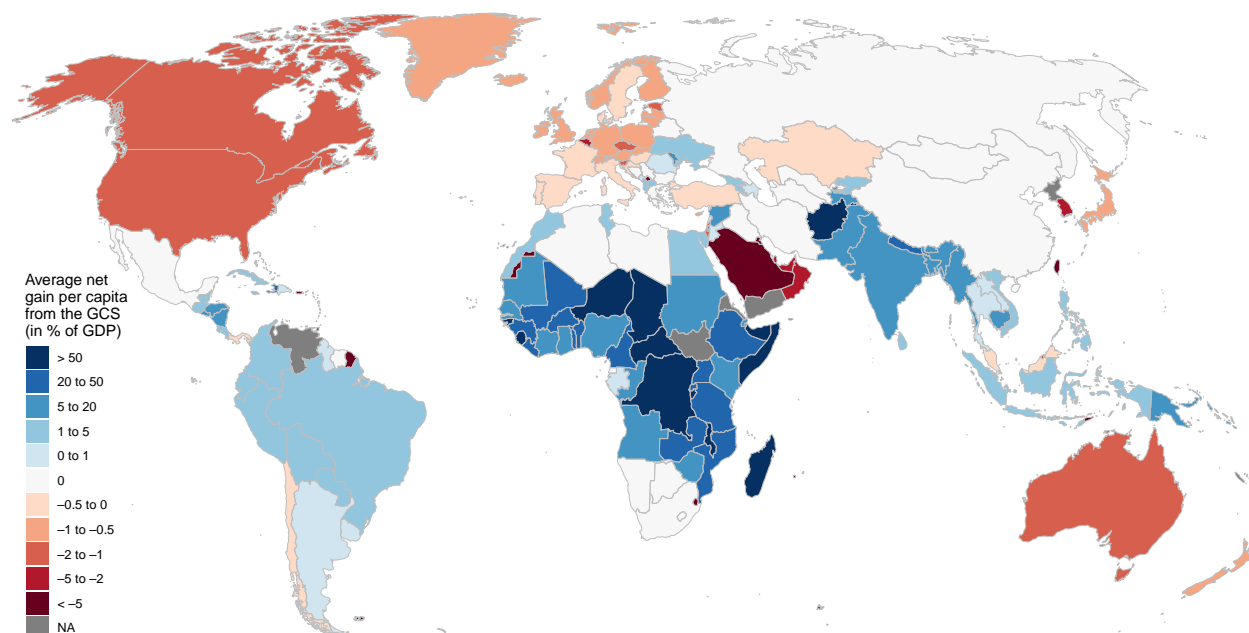 Average net
gain per capita
from the GCS
(in % of GDP)
> 50
20 to 50
5 to 20
1 to 5
0 to 1
0
–0.5 to 0
–1 to –0.5
–2 to –1
–5 to –2
< –5
NA